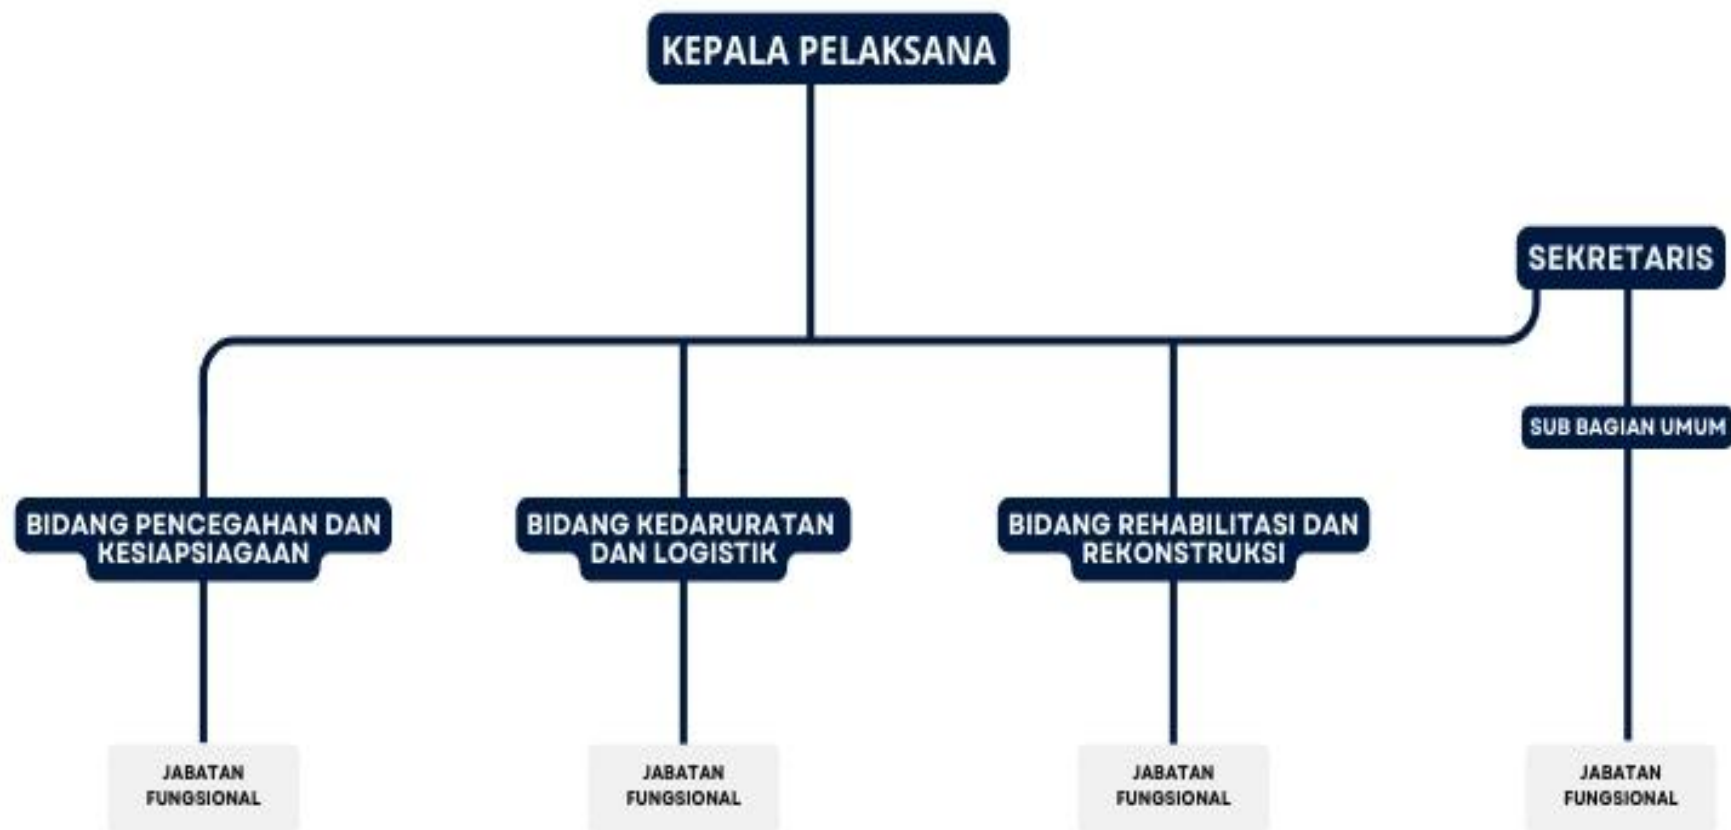 KEPALA PELAKSANA
SEKRETARIS
SUB BAGIAN UMUM
BIDANG PENCEGAHAN DAN
KESIAPSIAGAAN
BIDANG KEDARURATAN
DAN LOGISTIK
BIDANG REHABILITASI DAN
REKONSTRUKSI
JABATAN
FUNGSIONAL
JABATAN
FUNGSIONAL
JABATAN
FUNGSIONAL
JABATAN
FUNGSIONAL